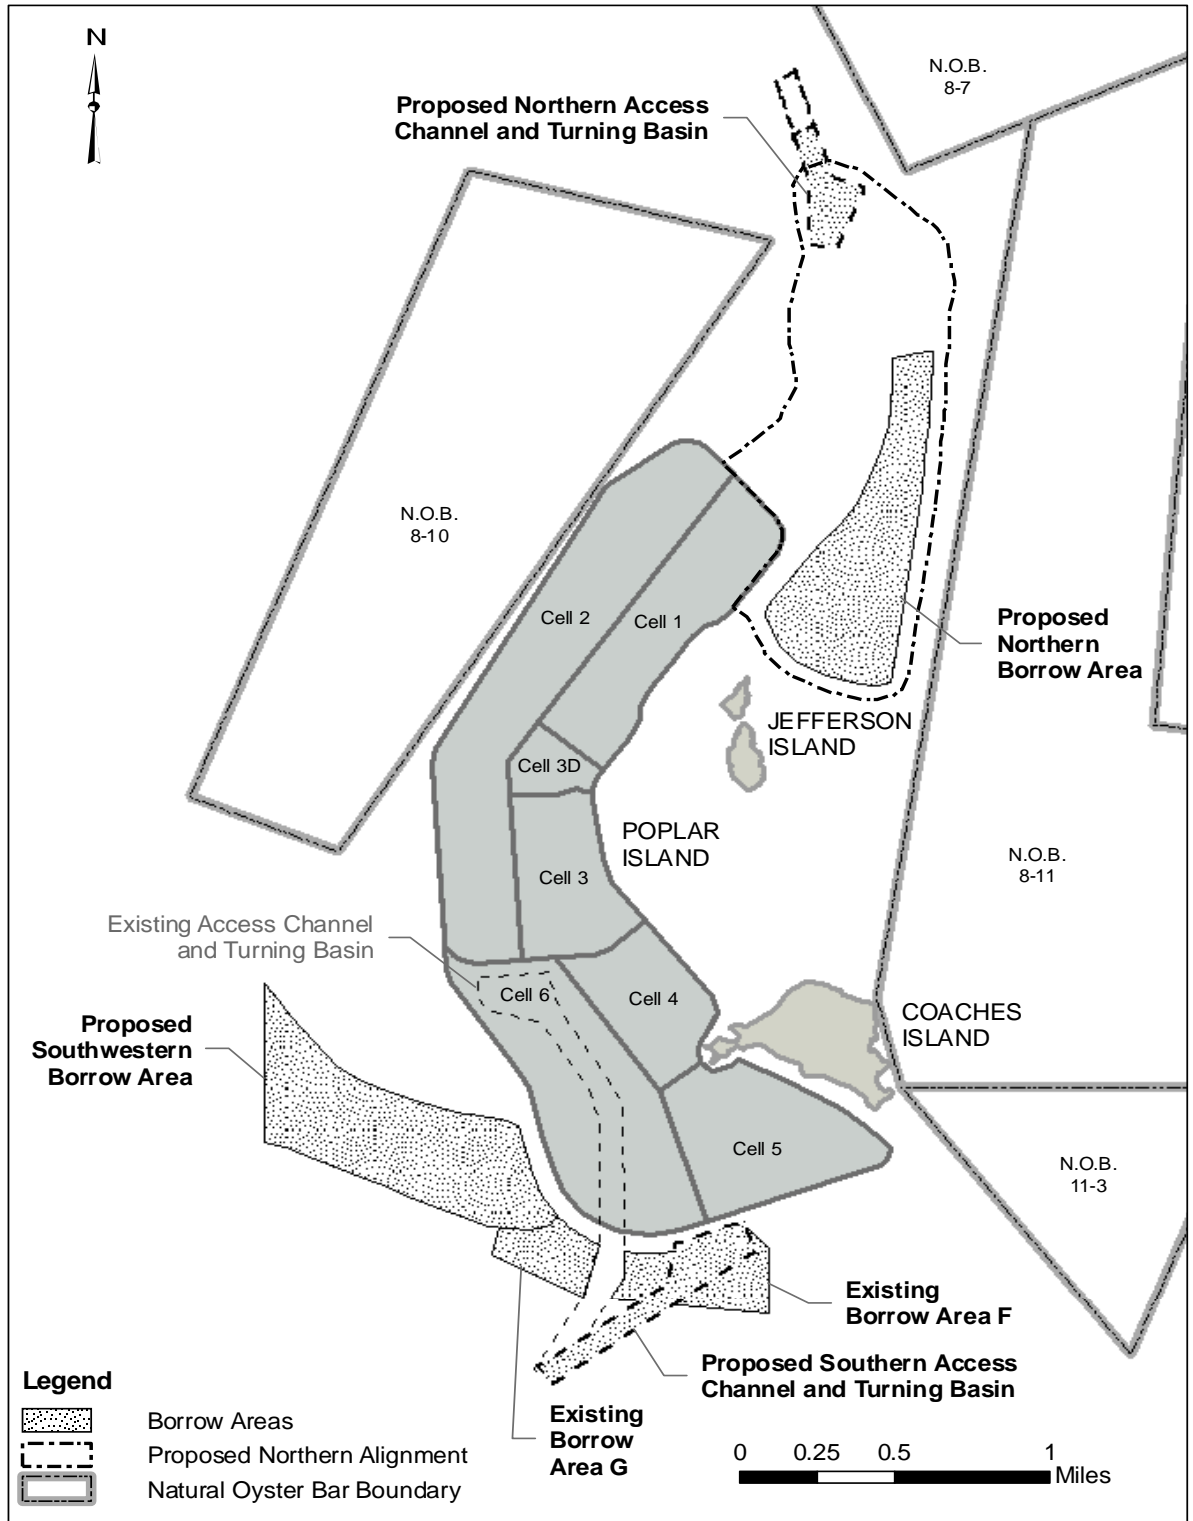 N
N.O.B.
8-7
Proposed Northern Access
Channel and Turning Basin
N.O.B.
8-10
Cell 2
Cell 1
Proposed
Northern
Borrow Area
JEFFERSON
ISLAND
Cell 3D
POPLAR
ISLAND
N.O.B.
8-11
Cell 3
Existing Access Channel
and Turning Basin
Cell 6
Cell 4
COACHES
ISLAND
Proposed
Southwestern
Borrow Area
Cell 5
N.O.B.
11-3
Existing
Borrow Area F
Proposed Southern Access
Channel and Turning Basin
Existing
Borrow
Area G
Legend
Borrow Areas
Proposed Northern Alignment
Natural Oyster Bar Boundary
0 0.25 0.5 1
Miles